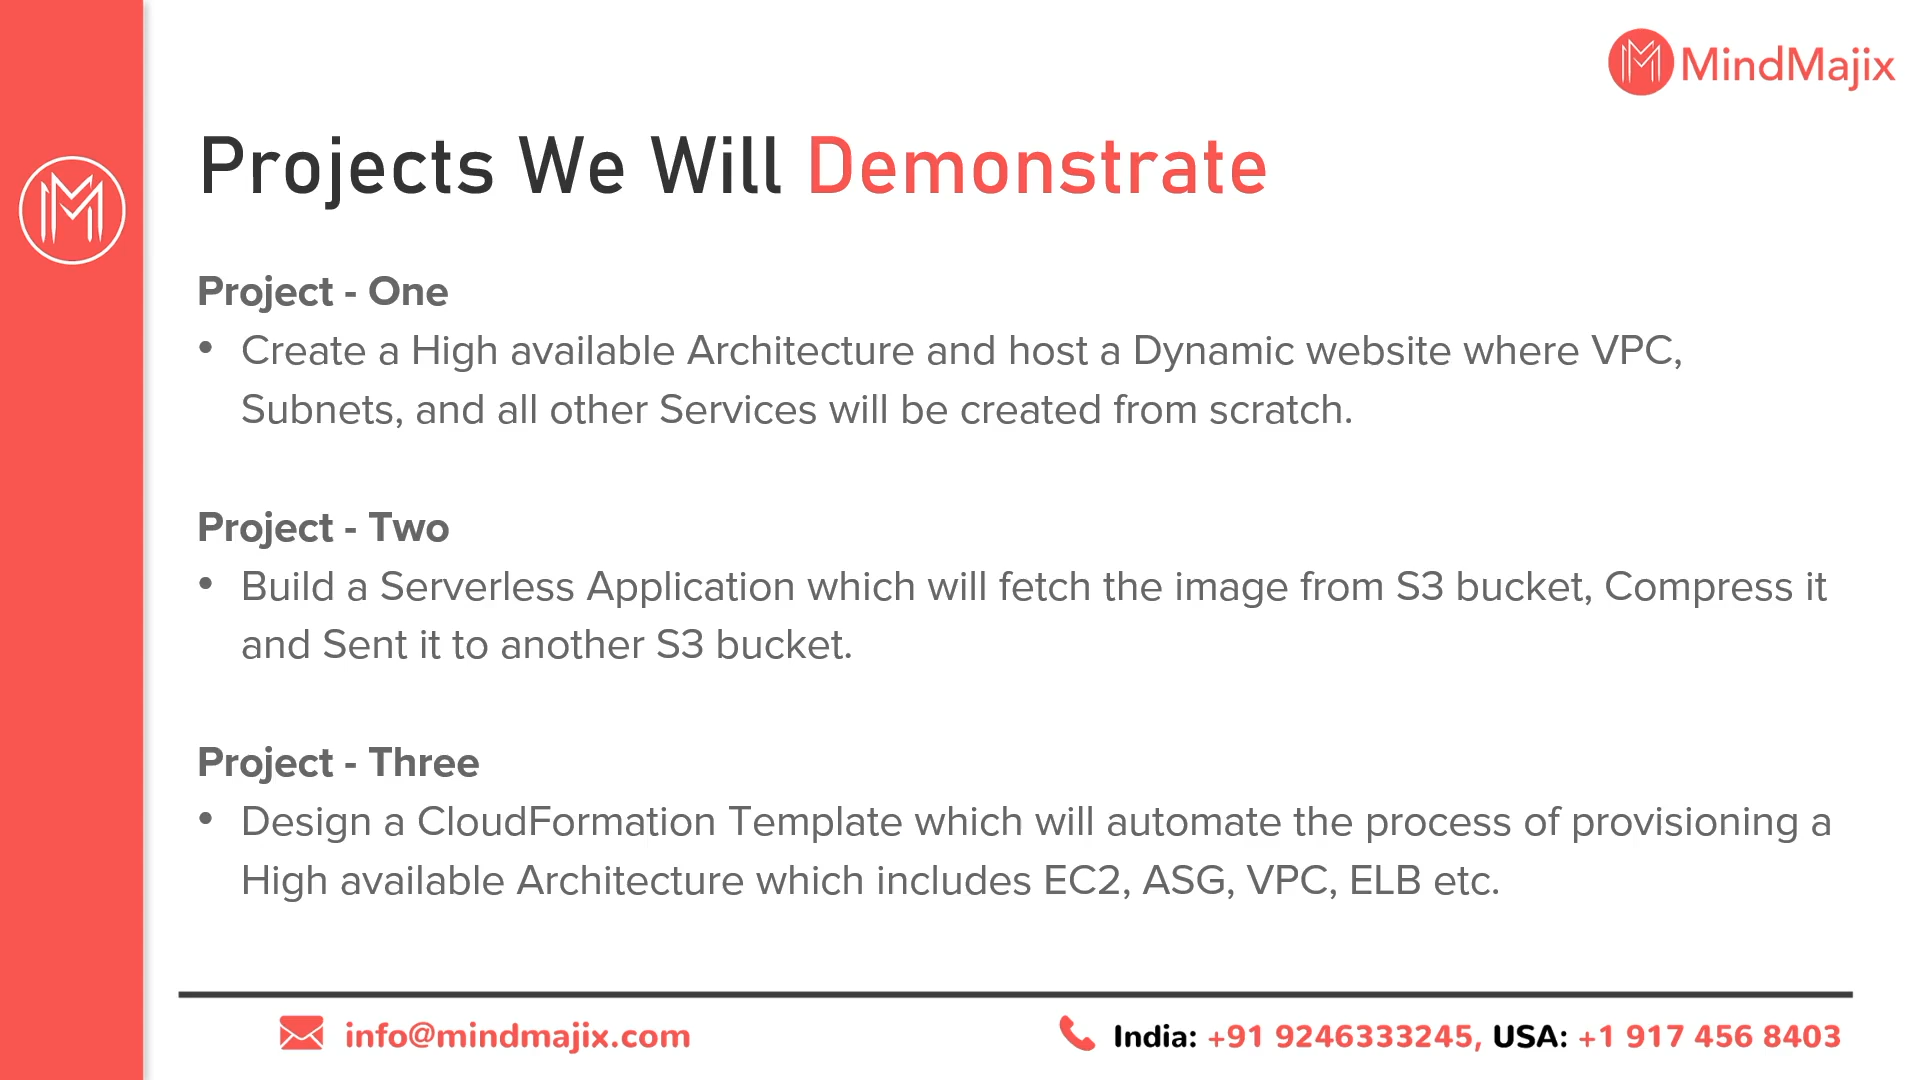 MindMajix
Projects We Will Demonstrate
Project - One
• Create a High available Architecture and host a Dynamic website where VPC,
Subnets, and all other Services will be created from scratch.
Project - Two
• Build a Serverless Application which will fetch the image from S3 bucket, Compress it
and Sent it to another S3 bucket.
Project - Three
• Design a CloudFormation Template which will automate the process of provisioning a
High available Architecture which includes EC2, ASG, VPC, ELB etc.
info@mindmajix.com
India: +91 9246333245, USA: +1 917 456 8403